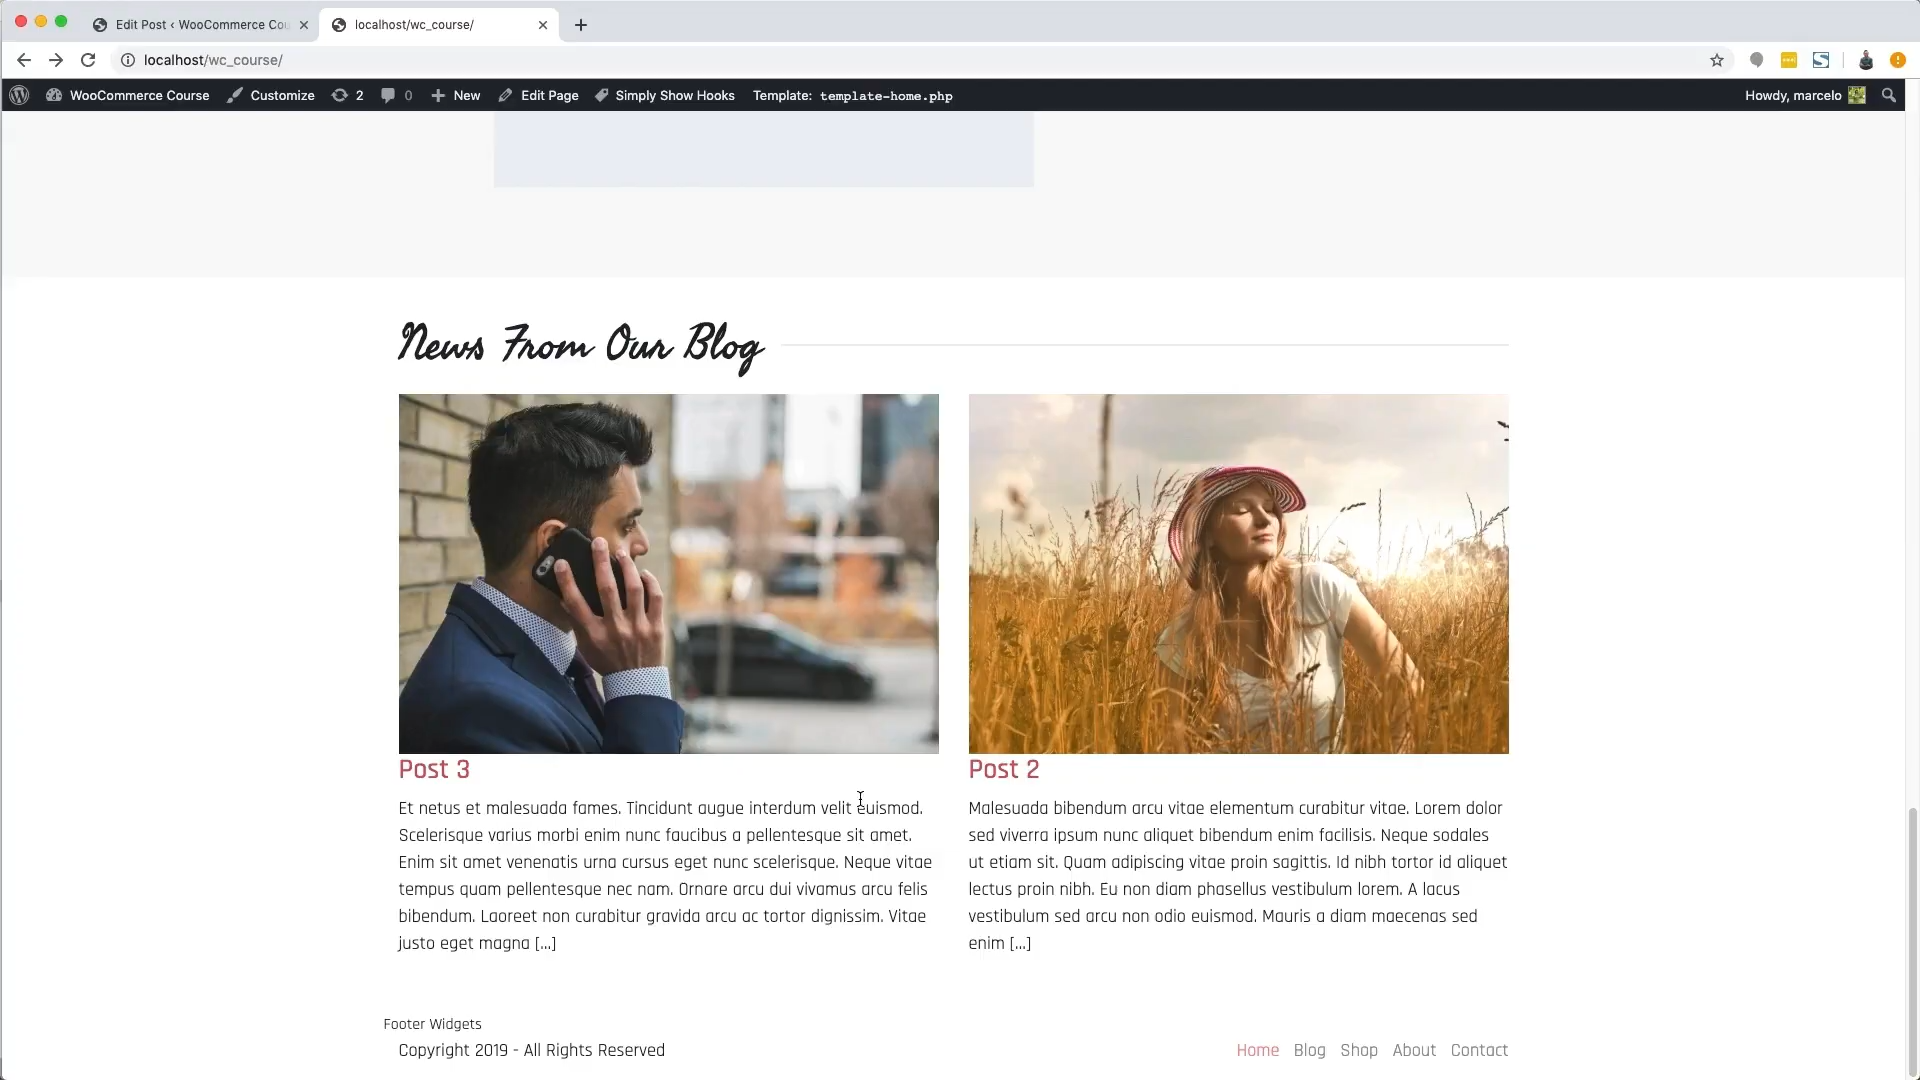 Edit Post ‹ WooCommerce Cou
localhost/wc_course/
localhost/wc_course/
WooCommerce Course
Customize
2
0
New
Edit Page
Simply Show Hooks
Template: template-home.php
Howdy, marcelo
News From Our Blog
Post 3
Et netus et malesuada fames. Tincidunt augue interdum velit euismod.
Scelerisque varius morbi enim nunc faucibus a pellentesque sit amet.
Enim sit amet venenatis urna cursus eget nunc scelerisque. Neque vitae
tempus quam pellentesque nec nam. Ornare arcu dui vivamus arcu felis
bibendum. Laoreet non curabitur gravida arcu ac tortor dignissim. Vitae
justo eget magna [...]
Post 2
Malesuada bibendum arcu vitae elementum curabitur vitae. Lorem dolor
sed viverra ipsum nunc aliquet bibendum enim facilisis. Neque sodales
ut etiam sit. Quam adipiscing vitae proin sagittis. Id nibh tortor id aliquet
lectus proin nibh. Eu non diam phasellus vestibulum lorem. A lacus
vestibulum sed arcu non odio euismod. Mauris a diam maecenas sed
enim [...]
Footer Widgets
Copyright 2019 - All Rights Reserved
Home Blog Shop About Contact